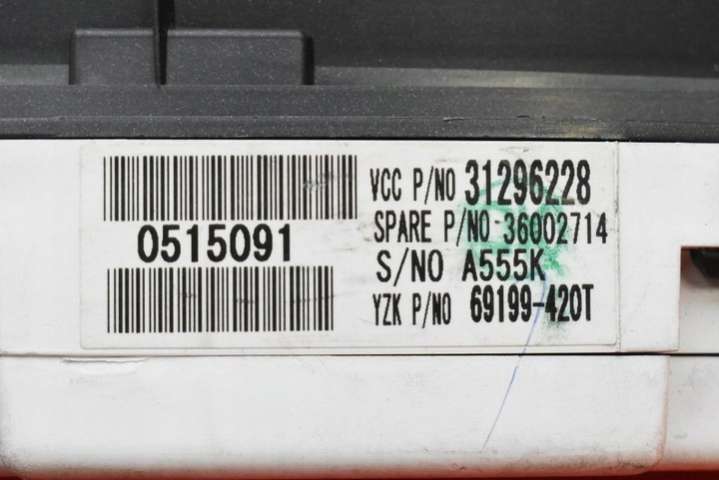 0515091
VCC P/NO 31296228
SPARE P/NO 36002714
S/NO A555K
YZK P/NO 69199-420T